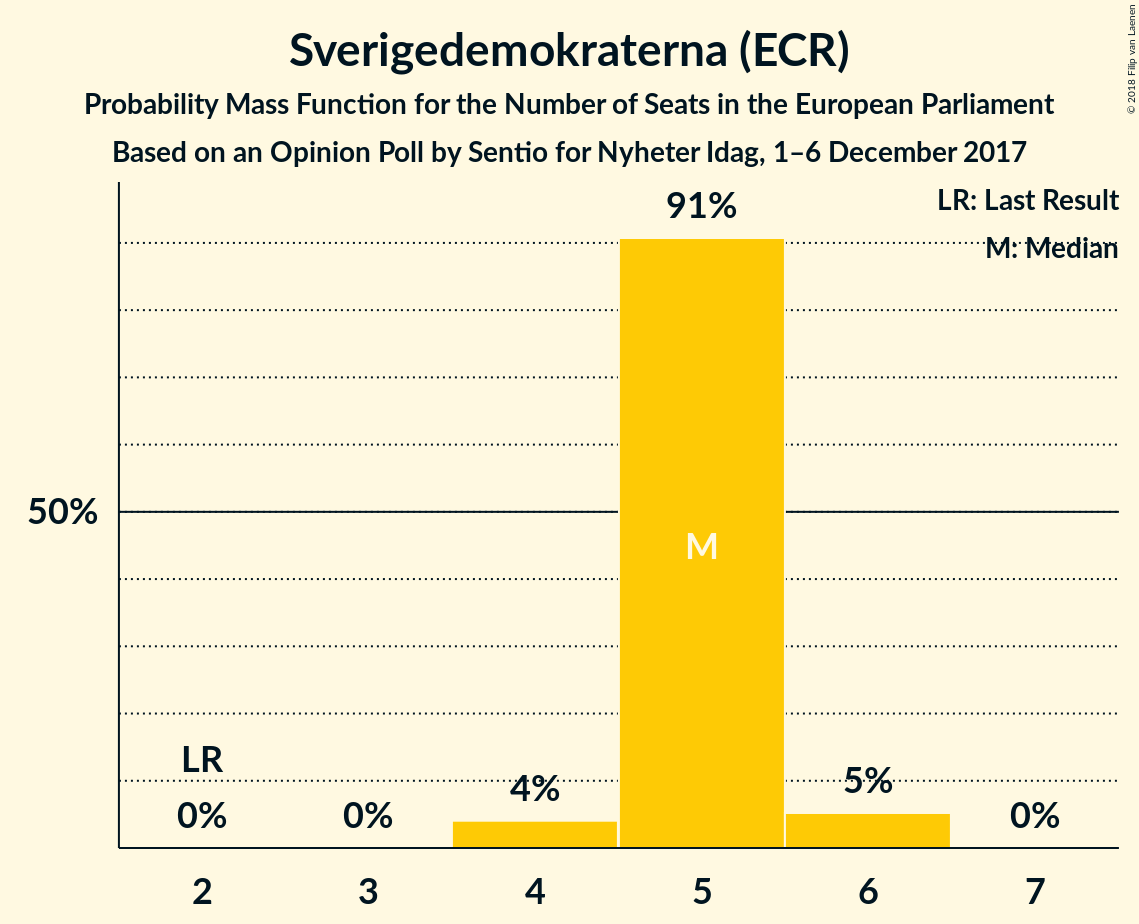 Sverigedemokraterna (ECR)
Probability Mass Function for the Number of Seats in the European Parliament
Based on an Opinion Poll by Sentio for Nyheter Idag, 1–6 December 2017
© 2018 Filip van Laenen
LR: Last Result
M: Median
91%
50%
M
LR
0%
0%
4%
5%
0%
2
3
4
5
6
7